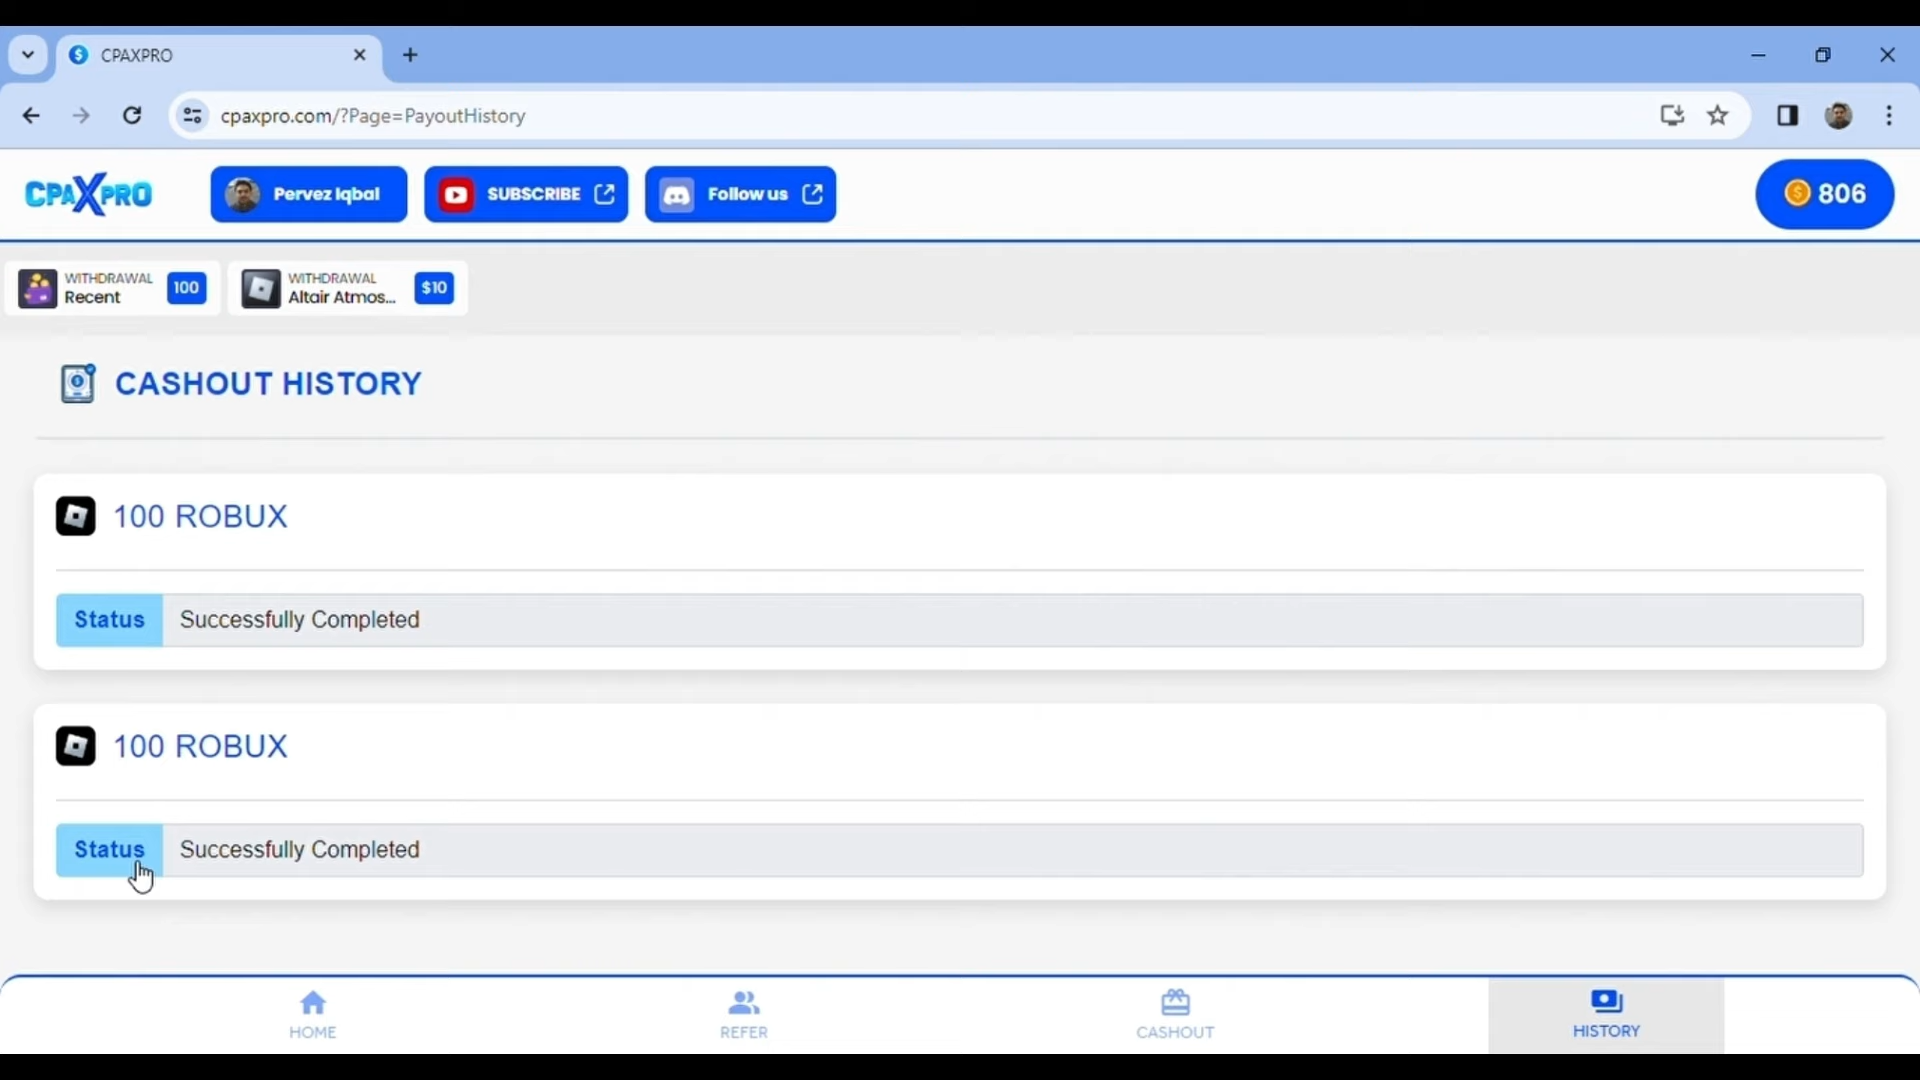 CPAXPRO
cpaxpro.com/?Page=PayoutHistory
CPAXPRO
Pervez Iqbal
SUBSCRIBE
Follow us
806
WITHDRAWAL
Recent
100
WITHDRAWAL
Altair Atmos...
$10
CASHOUT HISTORY
100 ROBUX
Status
Successfully Completed
100 ROBUX
Status
Successfully Completed
HOME
REFER
CASHOUT
HISTORY